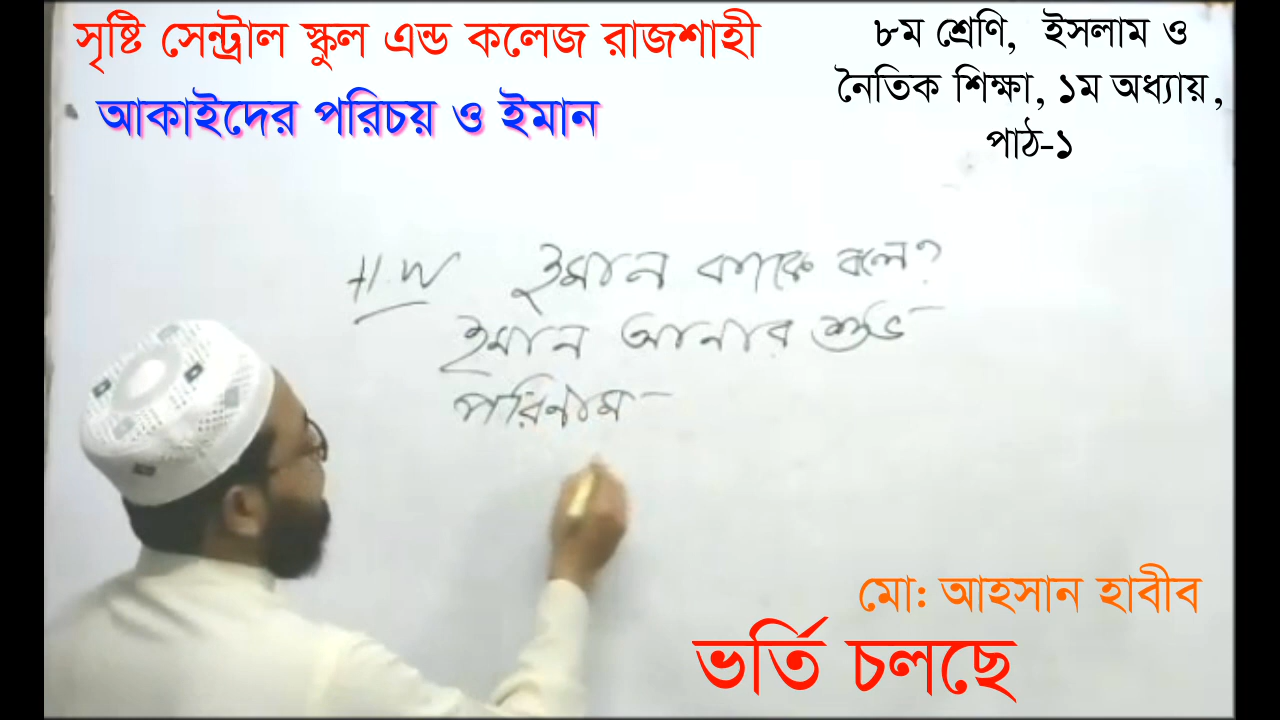 সৃষ্টি সেন্ট্রাল স্কুল এন্ড কলেজ রাজশাহী
আকাইদের পরিচয় ও ইমান
৮ম শ্রেণি, ইসলাম ও
নৈতিক শিক্ষা, ১ম অধ্যায়,
পাঠ-১
H.W ইমান কাকে বলে?
ইমান আনার শুভ
পরিনাম
মো: আহসান হাবীব
ভর্তি চলছে